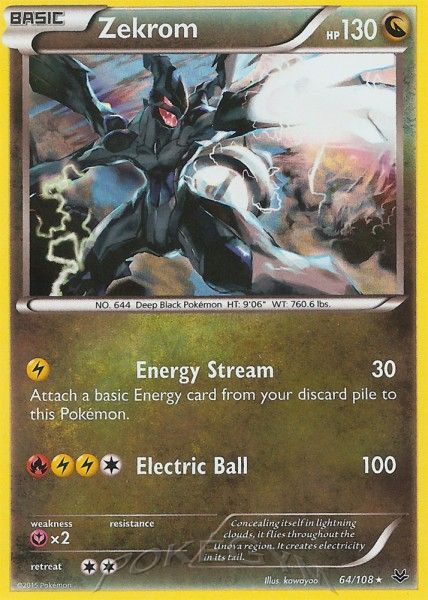 BASIC Zekrom HP 130
NO. 644 Deep Black Pokémon HT: 9'06" WT: 760.6 lbs.
Energy Stream 30
Attach a basic Energy card from your discard pile to
this Pokémon.
Electric Ball 100
weakness resistance
×2
retreat
Concealing itself in lightning
clouds, it flies throughout the
Unova region. It creates electricity
in its tail.
©2015 Pokémon
Illus. kawayoo 64/108★